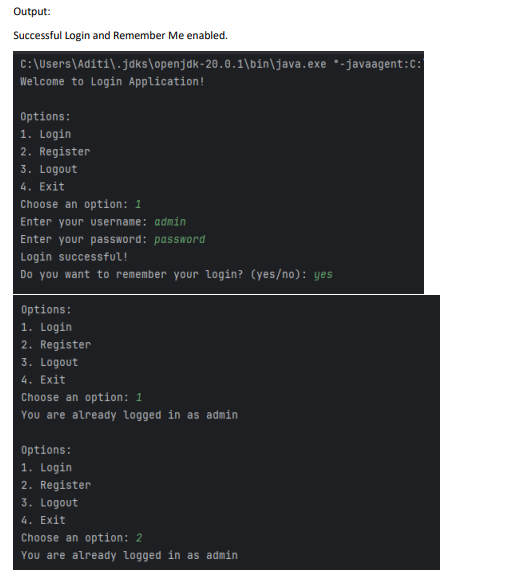 Output:
Successful Login and Remember Me enabled.
C:\Users\Aditi\.jdks\openjdk-20.0.1\bin\java.exe "-javaagent:C:\
Welcome to Login Application!
Options:
1. Login
2. Register
3. Logout
4. Exit
Choose an option: 1
Enter your username: admin
Enter your password: password
Login successful!
Do you want to remember your login? (yes/no): yes
Options:
1. Login
2. Register
3. Logout
4. Exit
Choose an option: 1
You are already logged in as admin
Options:
1. Login
2. Register
3. Logout
4. Exit
Choose an option: 2
You are already logged in as admin